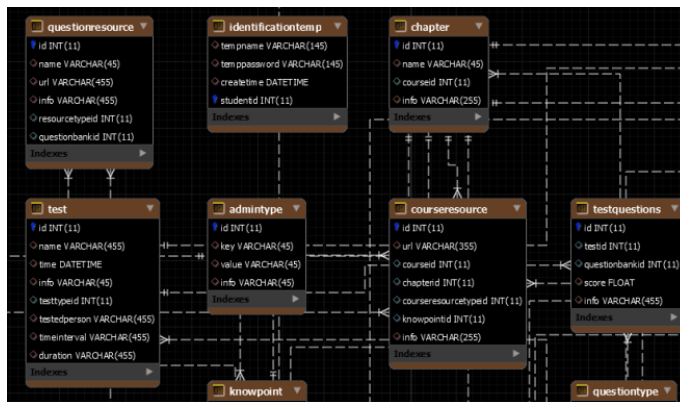 questionresource
id INT(11)
name VARCHAR(45)
url VARCHAR(455)
info VARCHAR(455)
resourcetypeid INT(11)
questionbankid INT(11)
Indexes
identificationtemp
tempname VARCHAR(145)
temppassword VARCHAR(145)
createtime DATETIME
studentid INT(11)
Indexes
chapter
id INT(11)
name VARCHAR(45)
courseid INT(11)
info VARCHAR(255)
Indexes
test
id INT(11)
name VARCHAR(455)
time DATETIME
info VARCHAR(45)
testtypeid INT(11)
testedperson VARCHAR(455)
timeinterval VARCHAR(455)
duration VARCHAR(455)
Indexes
admintype
id INT(11)
key VARCHAR(45)
value VARCHAR(45)
info VARCHAR(45)
Indexes
courseresource
id INT(11)
url VARCHAR(355)
courseid INT(11)
chapterid INT(11)
courseresourcetypeid INT(11)
knowpointid INT(11)
info VARCHAR(255)
Indexes
testquestions
id INT(11)
testid INT(11)
questionbankid INT(11)
score FLOAT
info VARCHAR(455)
Indexes
knowpoint
questiontype